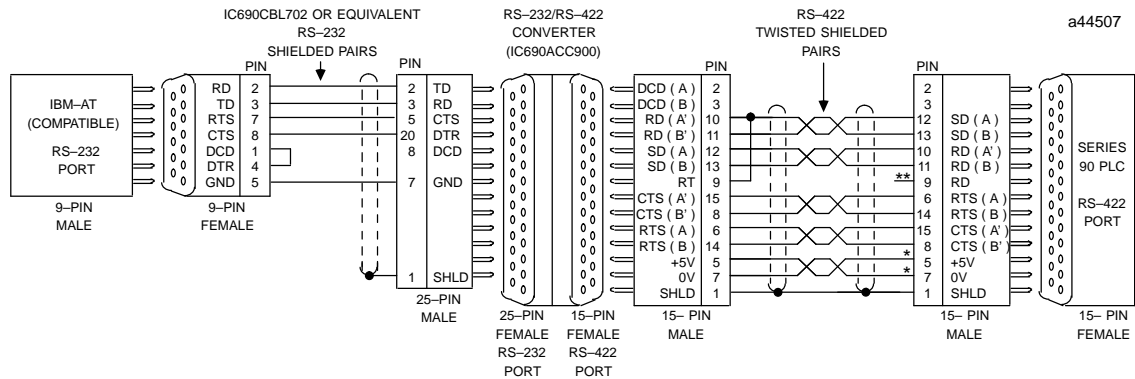 IC690CBL702 OR EQUIVALENT
RS–232
SHIELDED PAIRS
RS–232/RS–422
CONVERTER
(IC690ACC900)
RS–422
TWISTED SHIELDED
PAIRS
a44507
IBM–AT
(COMPATIBLE)
RS–232
PORT
9–PIN
MALE
PIN
RD 2
TD 3
RTS 7
CTS 8
DCD 1
DTR 4
GND 5
9–PIN
FEMALE
PIN
2 TD
3 RD
5 CTS
20 DTR
8 DCD
7 GND
1 SHLD
25–PIN
MALE
25–PIN
FEMALE
RS–232
PORT
15–PIN
FEMALE
RS–422
PORT
PIN
DCD ( A ) 2
DCD ( B ) 3
RD ( A' ) 10
RD ( B' ) 11
SD ( A ) 12
SD ( B ) 13
RT 9
CTS ( A' ) 15
CTS ( B' ) 8
RTS ( A ) 6
RTS ( B ) 14
+5V 5
0V 7
SHLD 1
15– PIN
MALE
PIN
2
3
12 SD ( A )
13 SD ( B )
10 RD ( A' )
11 RD ( B )
** 9 RD
6 RTS ( A )
14 RTS ( B )
15 CTS ( A' )
8 CTS ( B' )
* 5 +5V
* 7 0V
1 SHLD
15– PIN
MALE
SERIES
90 PLC
RS–422
PORT
15– PIN
FEMALE